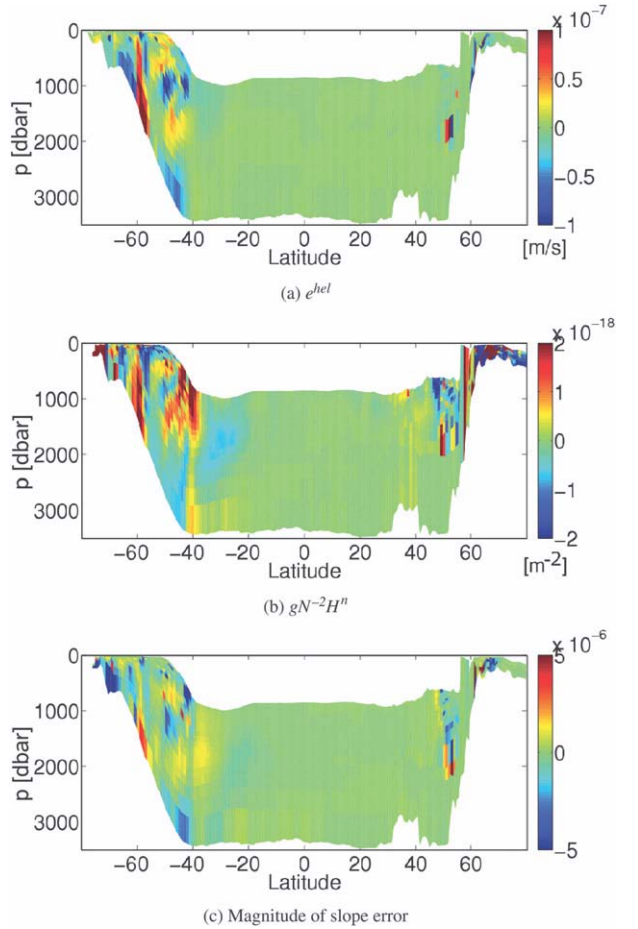 x 10⁻⁷
0
1000
2000
3000
p [dbar]
1
0.5
0
−0.5
−1
[m/s]
−60 −40 −20 0 20 40 60
Latitude
(a) e^hel
x 10⁻¹⁸
0
1000
2000
3000
p [dbar]
2
1
0
−1
−2
[m⁻²]
−60 −40 −20 0 20 40 60
Latitude
(b) gN⁻²Hⁿ
x 10⁻⁶
0
1000
2000
3000
p [dbar]
5
0
−5
−60 −40 −20 0 20 40 60
Latitude
(c) Magnitude of slope error